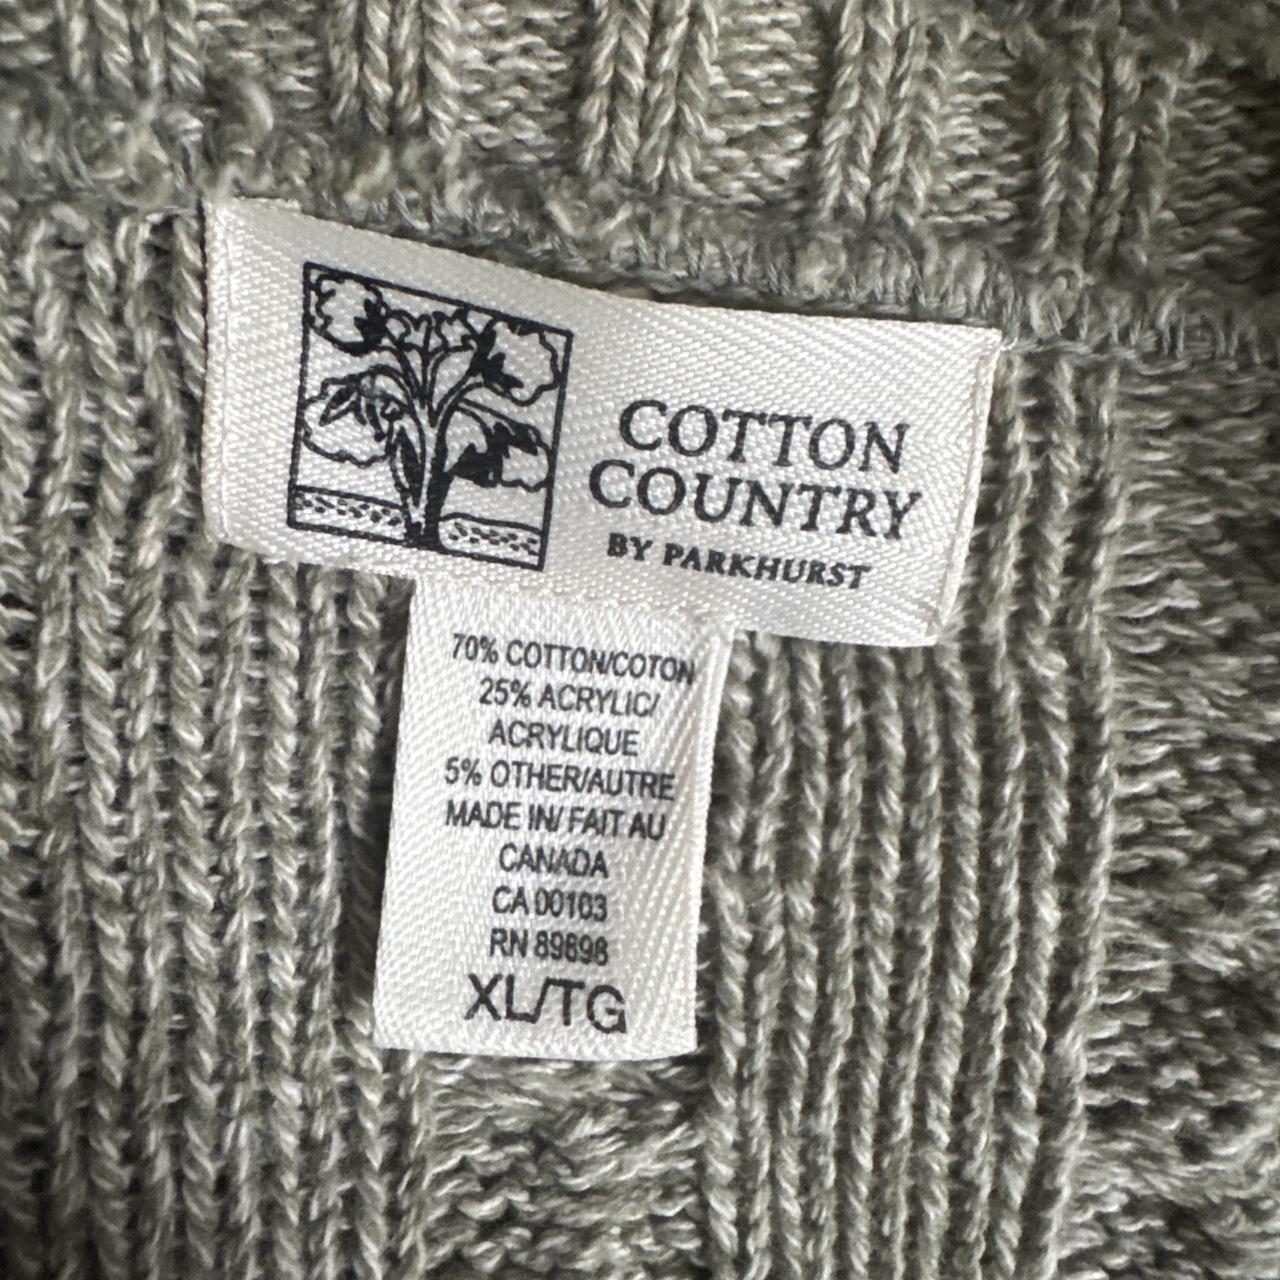 COTTON
COUNTRY
BY PARKHURST
70% COTTON/COTON
25% ACRYLIC/
ACRYLIQUE
5% OTHER/AUTRE
MADE IN/ FAIT AU
CANADA
CA 00103
RN 89898
XL/TG